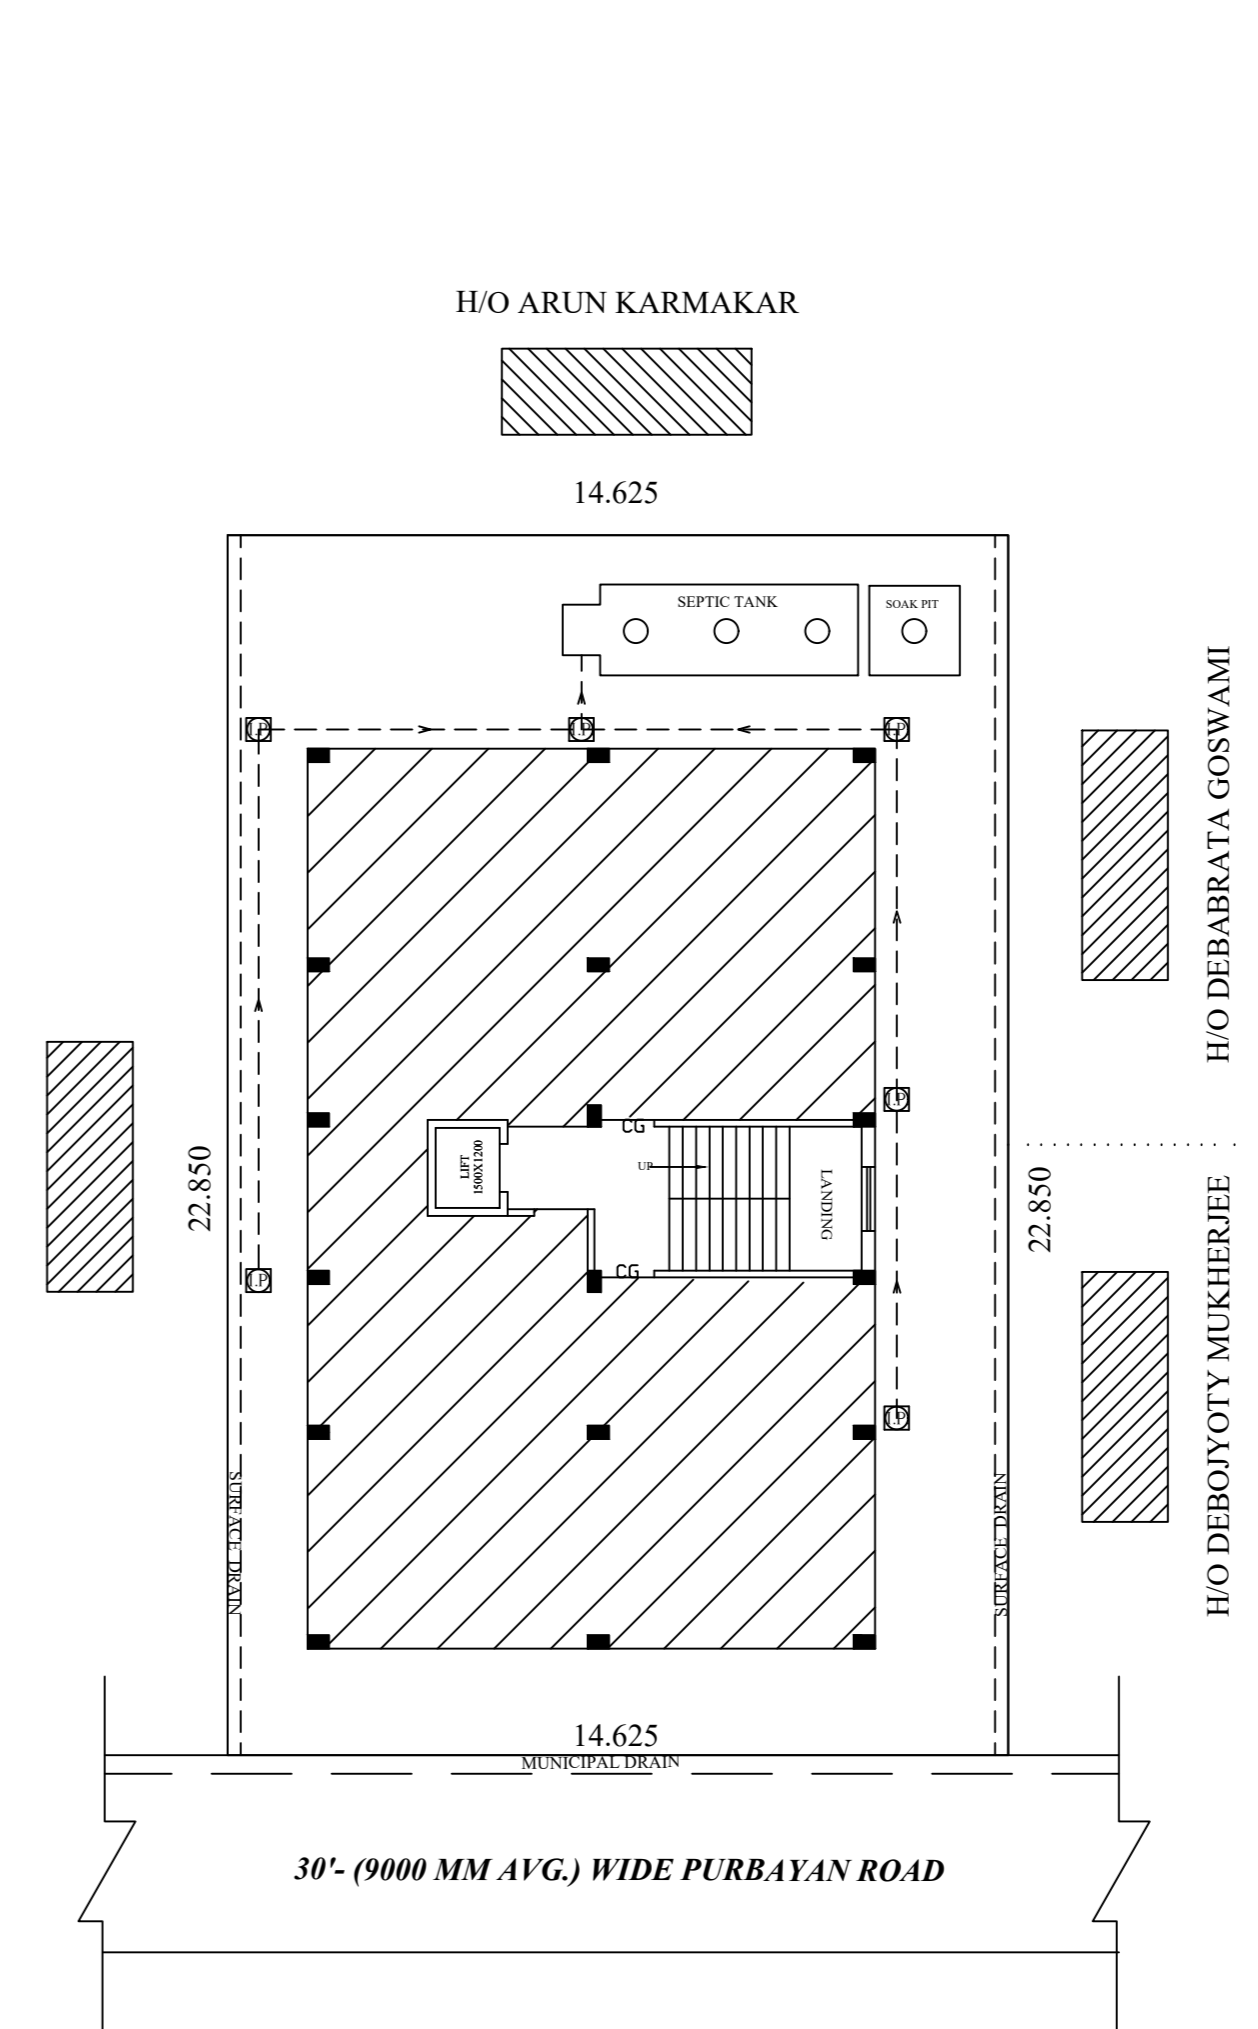 H/O ARUN KARMAKAR
14.625
SEPTIC TANK
SOAK PIT
I.P
I.P
I.P
H/O DEBABRATA GOSWAMI
I.P
CG
LIFT
1500X1200
UP
LANDING
22.850
22.850
CG
I.P
H/O DEBOJYOTY MUKHERJEE
I.P
SURFACE DRAIN
SURFACE DRAIN
14.625
MUNICIPAL DRAIN
30'- (9000 MM AVG.) WIDE PURBAYAN ROAD